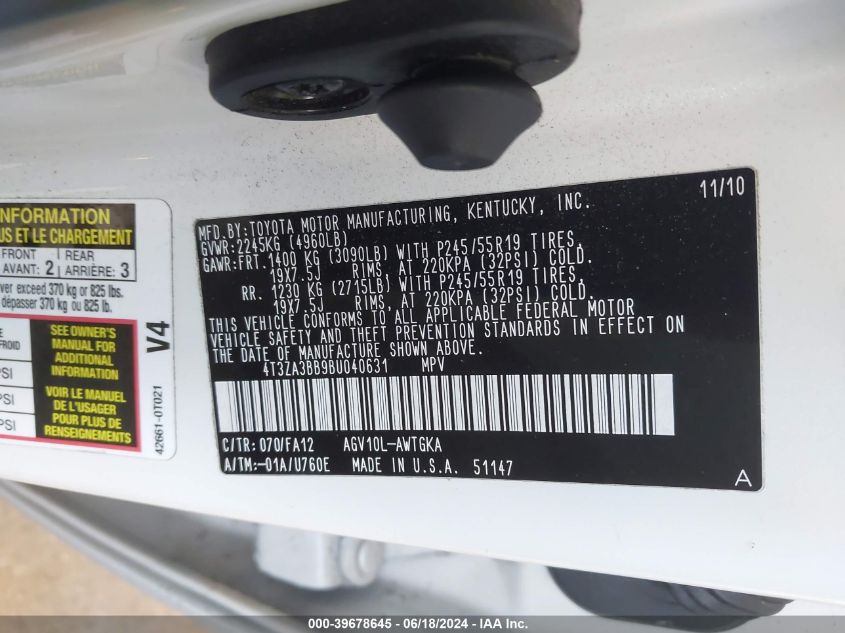 INFORMATION
US ET LE CHARGEMENT
FRONT
AVANT: 2
REAR
ARRIÈRE: 3
ver exceed 370 kg or 825 lbs.
dépasser 370 kg ou 825 lb.
E
FROID
PSI
PSI
PSI
SEE OWNER'S
MANUAL FOR
ADDITIONAL
INFORMATION
VOIR LE MANUEL
DE L'USAGER
POUR PLUS DE
RENSEIGNEMENTS
V4
42661-0T021
11/10
MFD.BY:TOYOTA MOTOR MANUFACTURING, KENTUCKY, INC.
GVWR:2245KG (4960LB)
GAWR:FRT.1400 KG (3090LB) WITH P245/55R19 TIRES,
19X7.5J RIMS, AT 220KPA (32PSI) COLD.
RR. 1230 KG (2715LB) WITH P245/55R19 TIRES,
19X7.5J RIMS, AT 220KPA (32PSI) COLD.
THIS VEHICLE CONFORMS TO ALL APPLICABLE FEDERAL MOTOR
VEHICLE SAFETY AND THEFT PREVENTION STANDARDS IN EFFECT ON
THE DATE OF MANUFACTURE SHOWN ABOVE.
4T3ZA3BB9BU040631 MPV
C/TR: 070/FA12 AGV10L-AWTGKA
A/TM:-01A/U760E MADE IN U.S.A. 51147
A
000-39678645 - 06/18/2024 - IAA Inc.